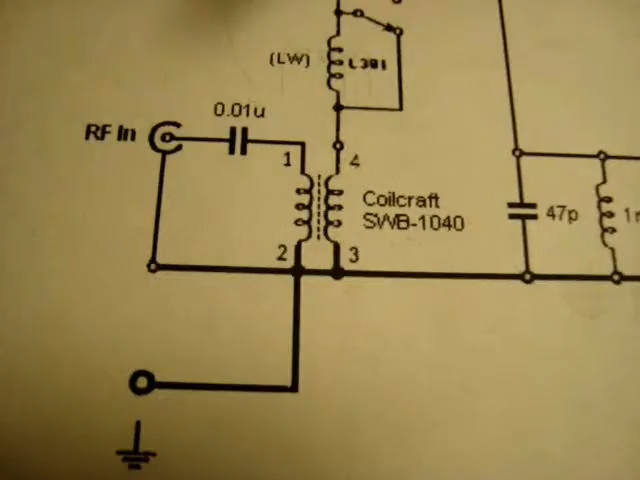 (LW)
L301
0.01u
RF In
1
4
Coilcraft
SWB-1040
47p
2
3